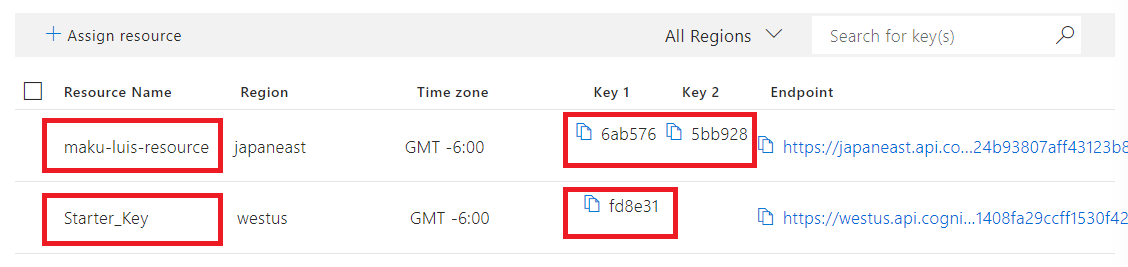 + Assign resource All Regions Search for key(s)
Resource Name Region Time zone Key 1 Key 2 Endpoint
maku-luis-resource japaneast GMT -6:00 6ab576 5bb928 https://japaneast.api.co...24b93807aff43123b8
Starter_Key westus GMT -6:00 fd8e31 https://westus.api.cogni...1408fa29ccff1530f42